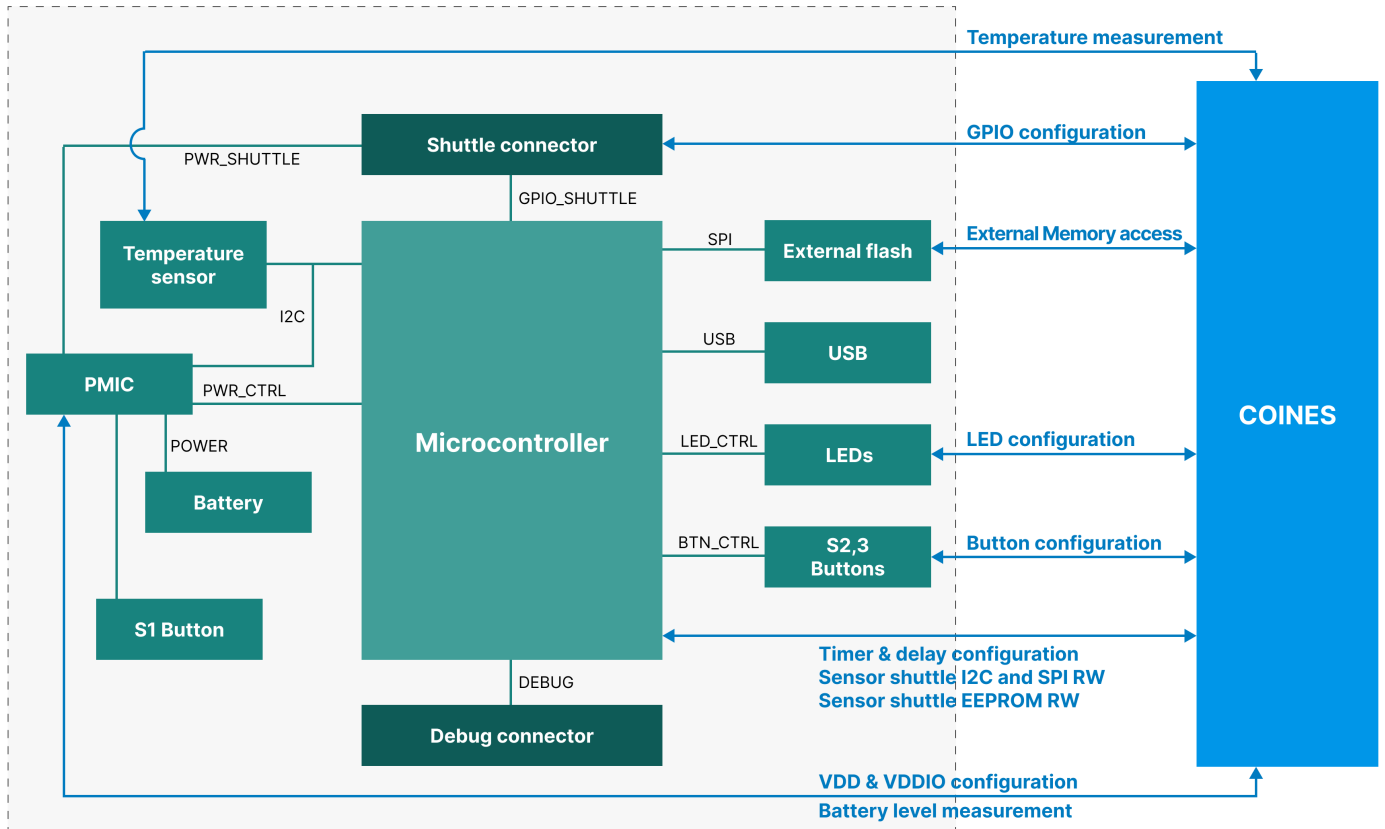 Temperature measurement
GPIO configuration
Shuttle connector
PWR_SHUTTLE
GPIO_SHUTTLE
External Memory access
SPI
External flash
Temperature
sensor
I2C
USB
USB
PMIC
PWR_CTRL
COINES
Microcontroller
LED_CTRL
LEDs
LED configuration
POWER
Battery
BTN_CTRL
S2,3
Buttons
Button configuration
S1 Button
Timer & delay configuration
Sensor shuttle I2C and SPI RW
Sensor shuttle EEPROM RW
DEBUG
Debug connector
VDD & VDDIO configuration
Battery level measurement